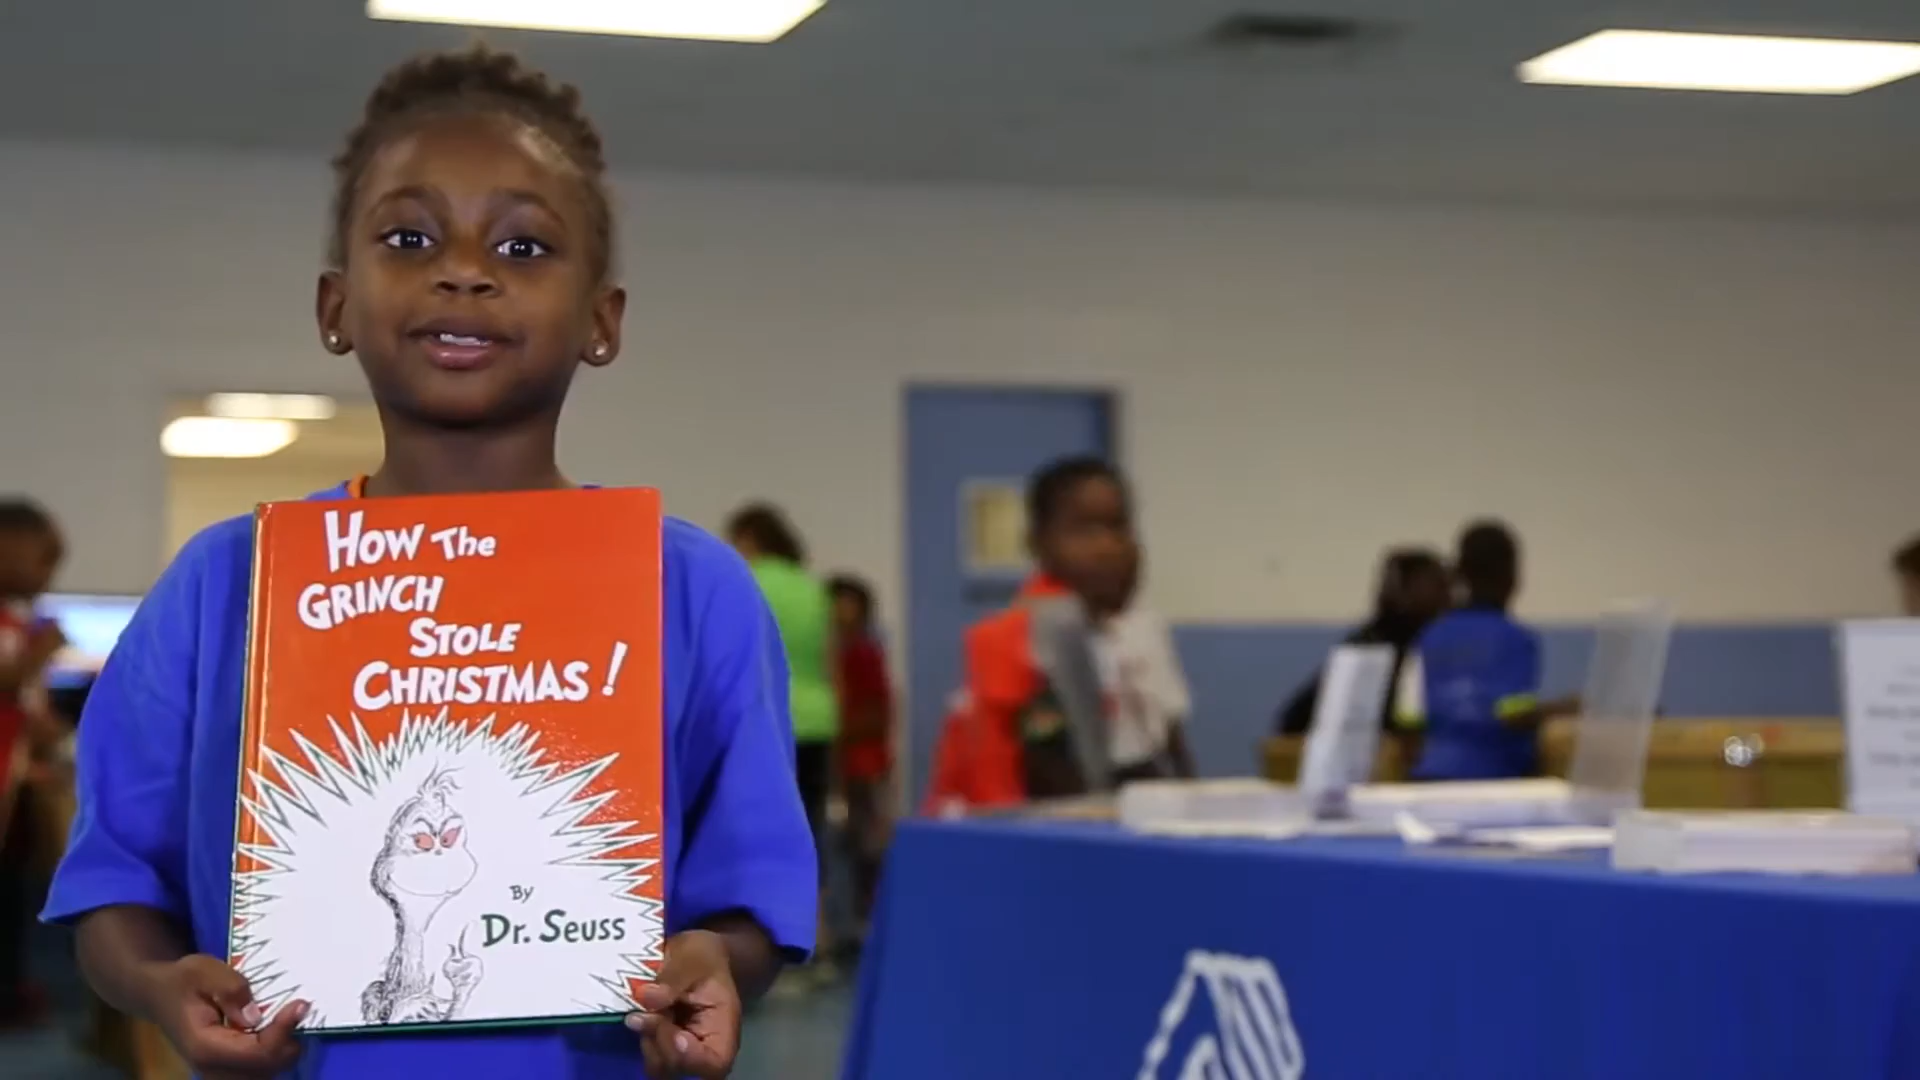 How The
GRINCH
STOLE
CHRISTMAS!
By
Dr. Seuss